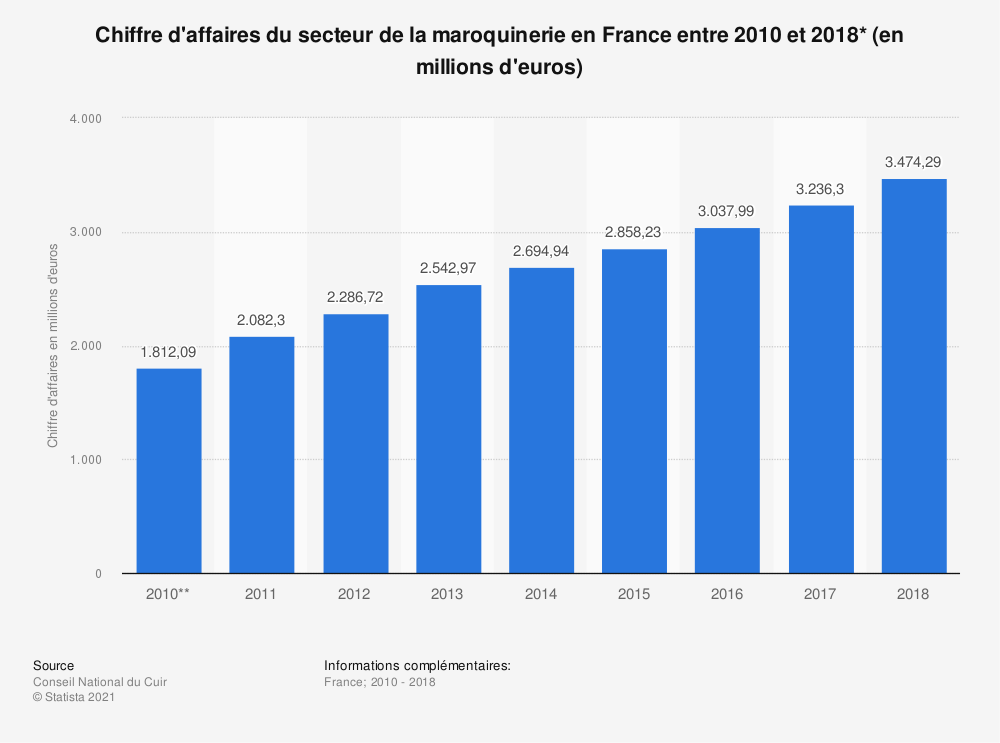 Chiffre d'affaires du secteur de la maroquinerie en France entre 2010 et 2018* (en
millions d'euros)
Chiffre d'affaires en millions d'euros
4.000
3.000
2.000
1.000
0
1.812,09
2.082,3
2.286,72
2.542,97
2.694,94
2.858,23
3.037,99
3.236,3
3.474,29
2010** 2011 2012 2013 2014 2015 2016 2017 2018
Source
Conseil National du Cuir
© Statista 2021
Informations complémentaires:
France; 2010 - 2018